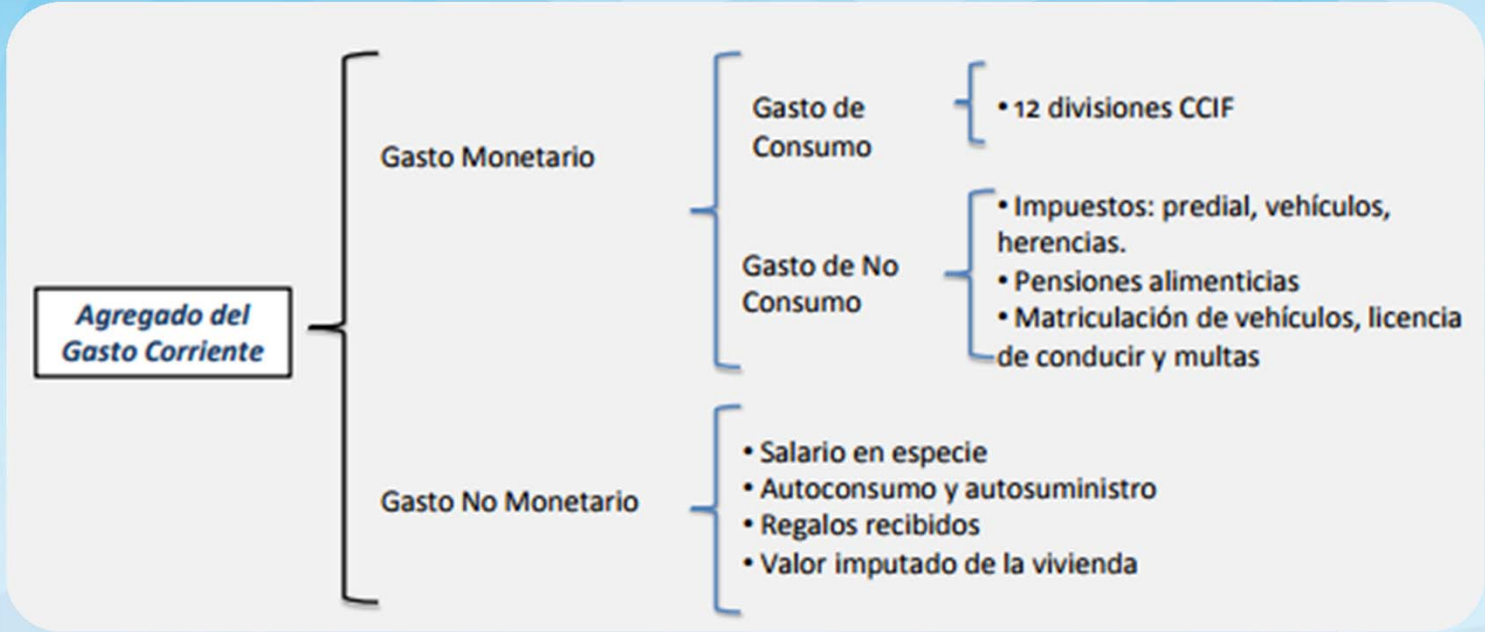 Agregado del
Gasto Corriente
Gasto Monetario
Gasto de
Consumo
• 12 divisiones CCIF
Gasto de No
Consumo
• Impuestos: predial, vehículos,
herencias.
• Pensiones alimenticias
• Matriculación de vehículos, licencia
de conducir y multas
Gasto No Monetario
• Salario en especie
• Autoconsumo y autosuministro
• Regalos recibidos
• Valor imputado de la vivienda